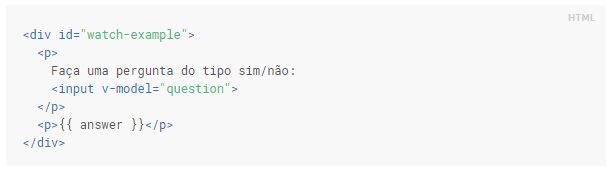 HTML
<div id="watch-example">
  <p>
    Faça uma pergunta do tipo sim/não:
    <input v-model="question">
  </p>
  <p>{{ answer }}</p>
</div>